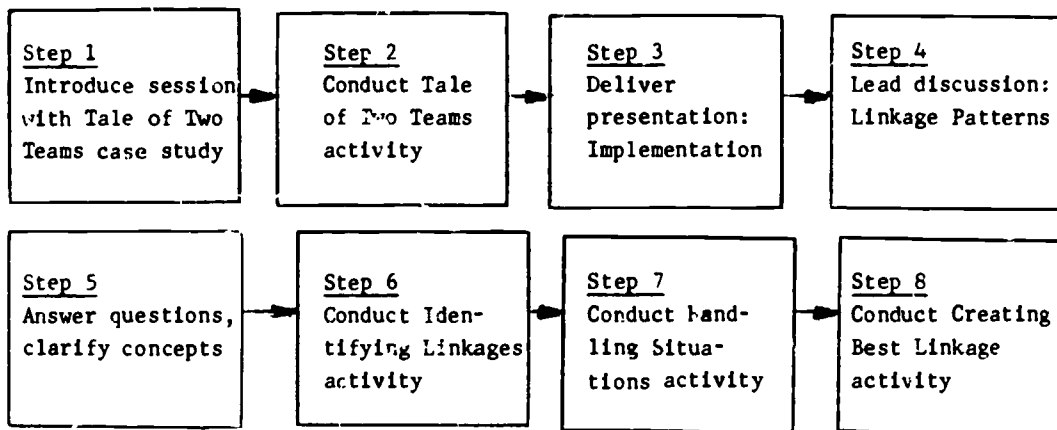 Step 1
Introduce session
with Tale of Two
Teams case study
Step 2
Conduct Tale
of Two Teams
activity
Step 3
Deliver
presentation:
Implementation
Step 4
Lead discussion:
Linkage Patterns
Step 5
Answer questions,
clarify concepts
Step 6
Conduct Iden-
tifying Linkages
activity
Step 7
Conduct Hand-
ling Situa-
tions activity
Step 8
Conduct Creating
Best Linkage
activity